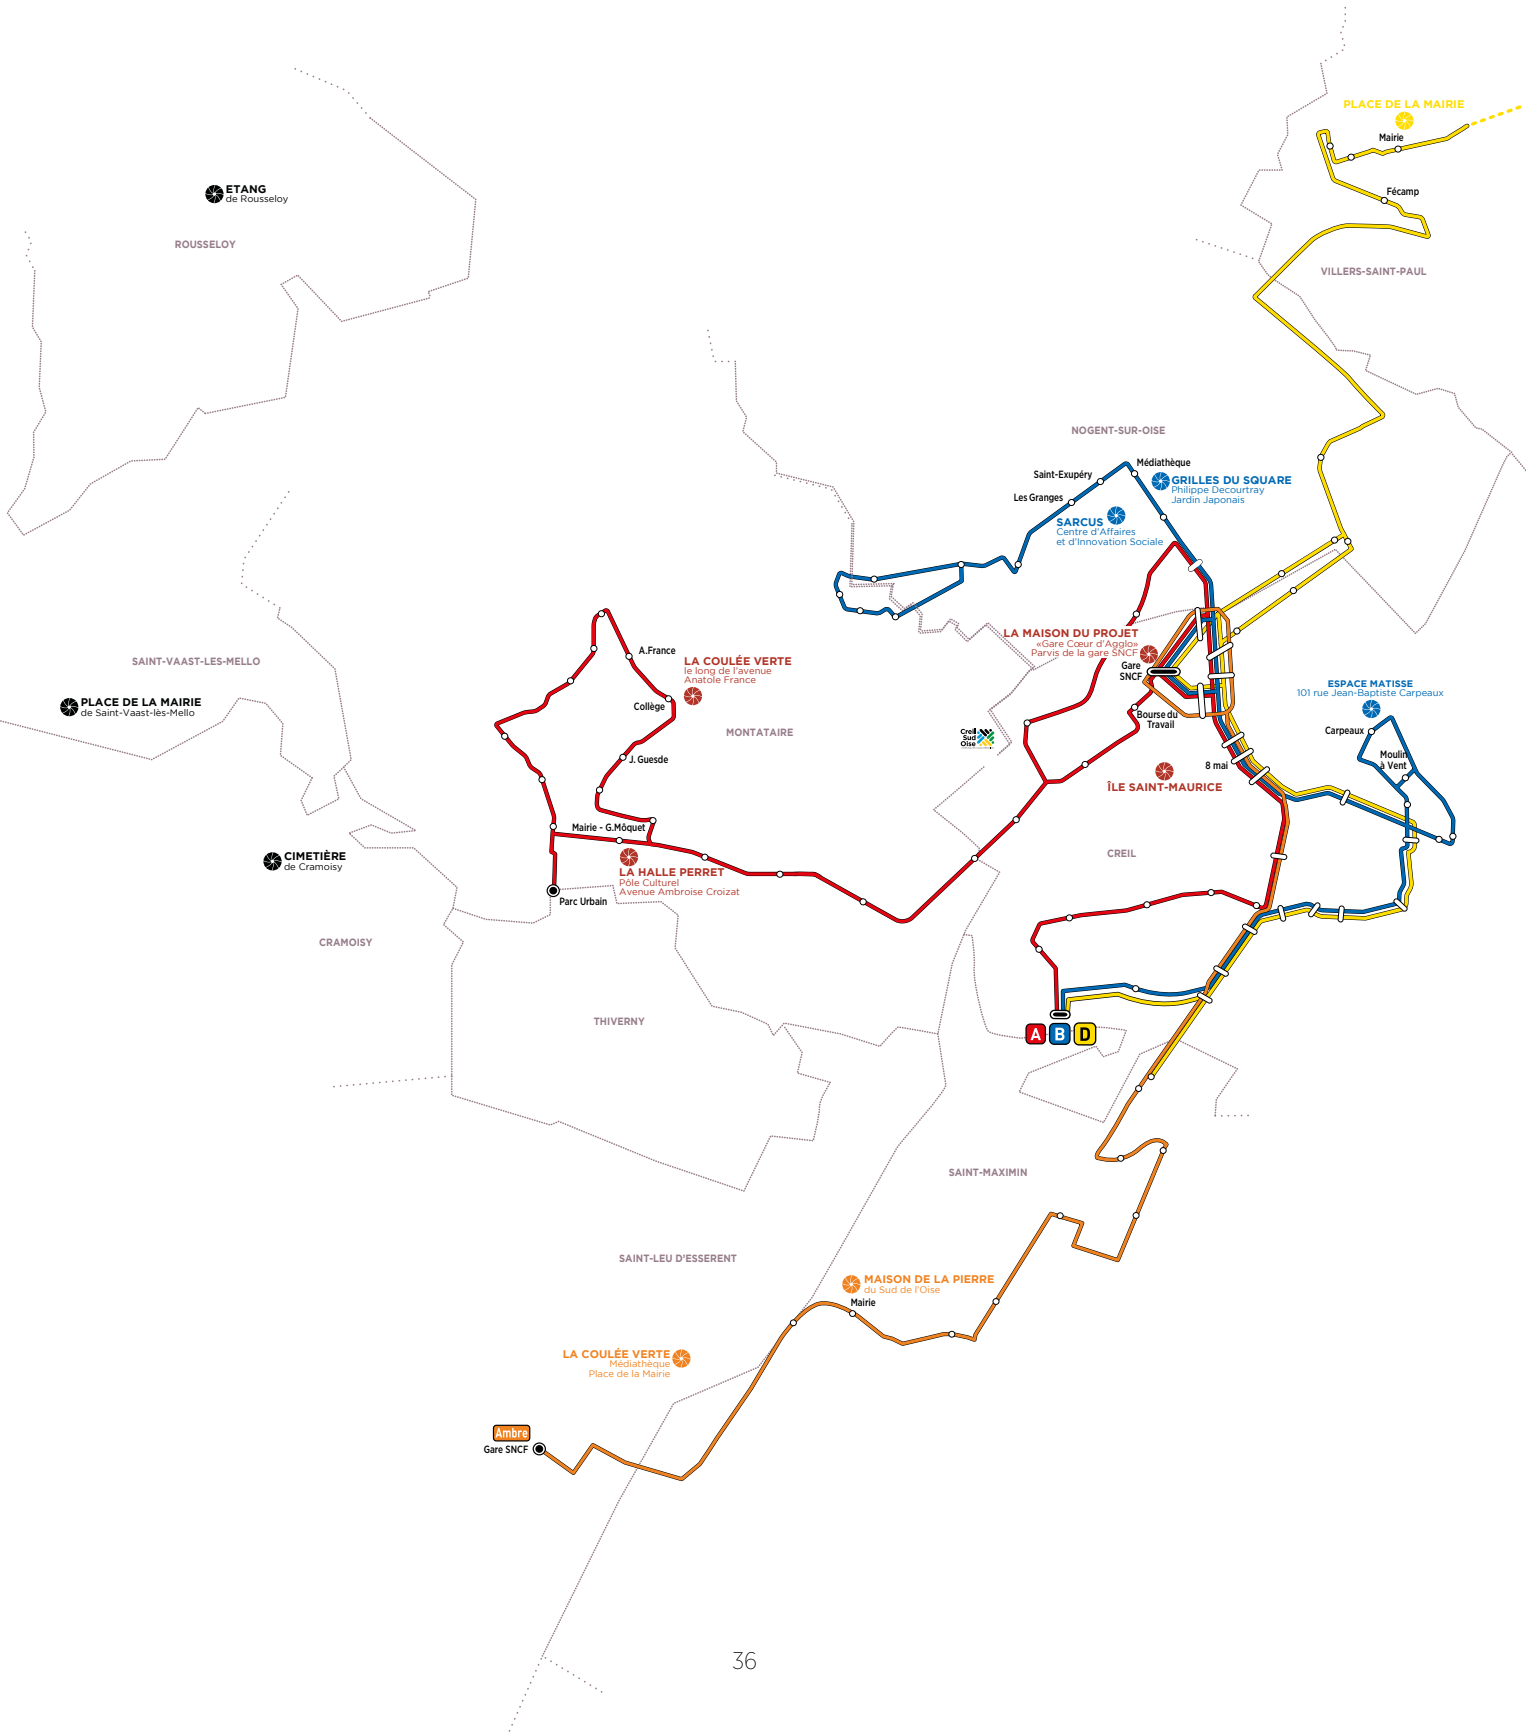 PLACE DE LA MAIRIE
Mairie
Fécamp
ETANG
de Rousseloy
ROUSSELOY
VILLERS-SAINT-PAUL
NOGENT-SUR-OISE
Médiathèque
Saint-Exupéry
GRILLES DU SQUARE
Philippe Decourtray
Jardin Japonais
Les Granges
SARCUS
Centre d'Affaires
et d'Innovation Sociale
LA MAISON DU PROJET
«Gare Cœur d'Agglo»
Parvis de la gare SNCF
Gare
SNCF
A.France
LA COULÉE VERTE
le long de l'avenue
Anatole France
SAINT-VAAST-LES-MELLO
PLACE DE LA MAIRIE
de Saint-Vaast-lès-Mello
Collège
ESPACE MATISSE
101 rue Jean-Baptiste Carpeaux
Bourse du
Travail
Carpeaux
MONTATAIRE
Creil
Sud
Oise
J. Guesde
Moulin
à Vent
8 mai
ÎLE SAINT-MAURICE
Mairie - G.Môquet
CREIL
CIMETIÈRE
de Cramoisy
LA HALLE PERRET
Pôle Culturel
Avenue Ambroise Croizat
Parc Urbain
CRAMOISY
THIVERNY
A B D
SAINT-MAXIMIN
SAINT-LEU D'ESSERENT
MAISON DE LA PIERRE
du Sud de l'Oise
Mairie
LA COULÉE VERTE
Médiathèque
Place de la Mairie
Ambre
Gare SNCF
36